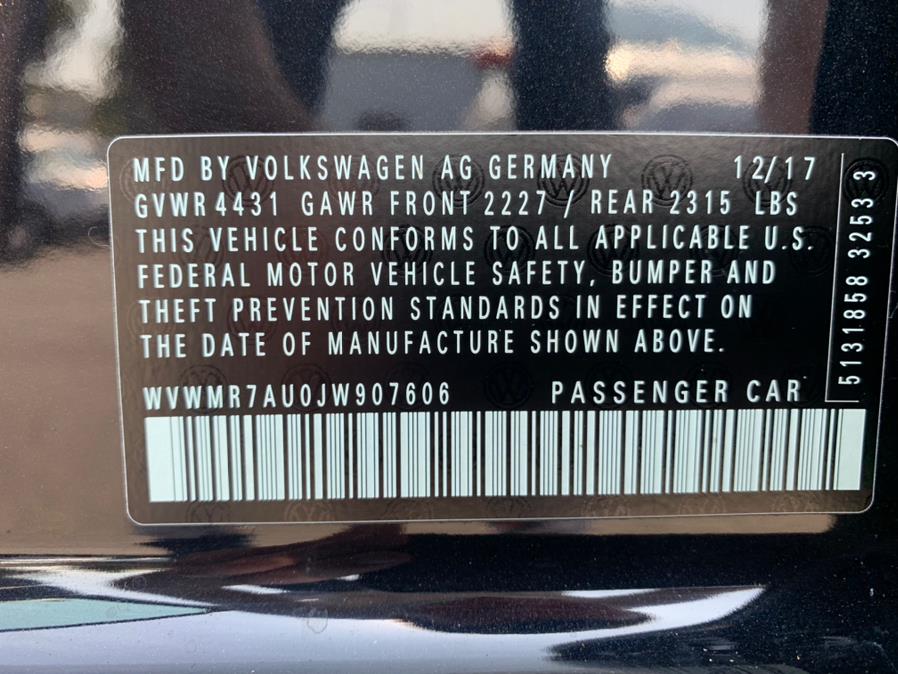 MFD BY VOLKSWAGEN AG GERMANY 12/17
GVWR 4431 GAWR FRONT 2227 / REAR 2315 LBS
THIS VEHICLE CONFORMS TO ALL APPLICABLE U.S.
FEDERAL MOTOR VEHICLE SAFETY, BUMPER AND
THEFT PREVENTION STANDARDS IN EFFECT ON
THE DATE OF MANUFACTURE SHOWN ABOVE.
WVWMR7AU0JW907606 PASSENGER CAR
5131858 32533